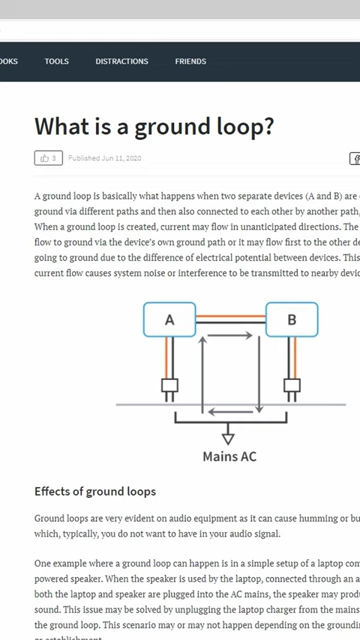 OOKS TOOLS DISTRACTIONS FRIENDS
What is a ground loop?
3 Published Jun 11, 2020
A ground loop is basically what happens when two separate devices (A and B) are
ground via different paths and then also connected to each other by another path,
When a ground loop is created, current may flow in unanticipated directions. The
flow to ground via the device's own ground path or it may flow first to the other de
going to ground due to the difference of electrical potential between devices. This
current flow causes system noise or interference to be transmitted to nearby devic
A B
Mains AC
Effects of ground loops
Ground loops are very evident on audio equipment as it can cause humming or bu
which, typically, you do not want to have in your audio signal.
One example where a ground loop can happen is in a simple setup of a laptop com
powered speaker. When the speaker is used by the laptop, connected through an a
both the laptop and speaker are plugged into the AC mains, the speaker may prod
sound. This issue may be solved by unplugging the laptop charger from the mains
the ground loop. This scenario may or may not happen depending on the groundin